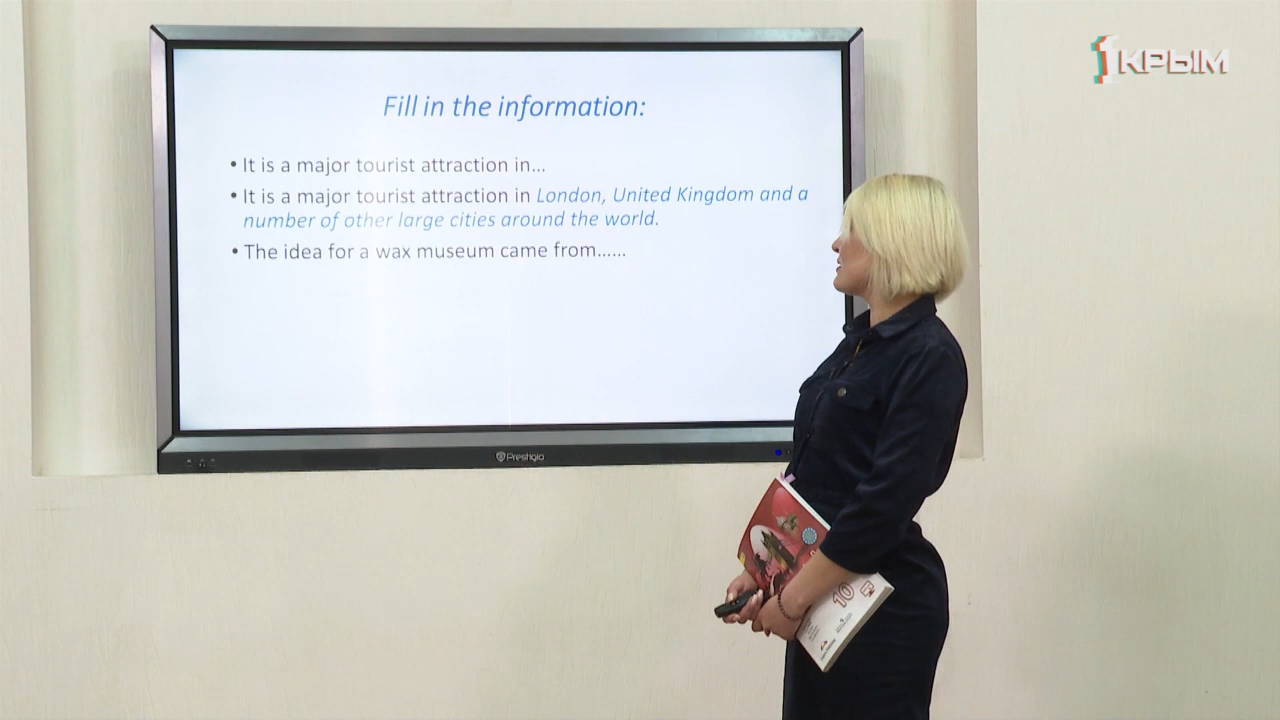 1КРЫМ
Fill in the information:
• It is a major tourist attraction in...
• It is a major tourist attraction in London, United Kingdom and a
number of other large cities around the world.
• The idea for a wax museum came from......
Prestigio
10